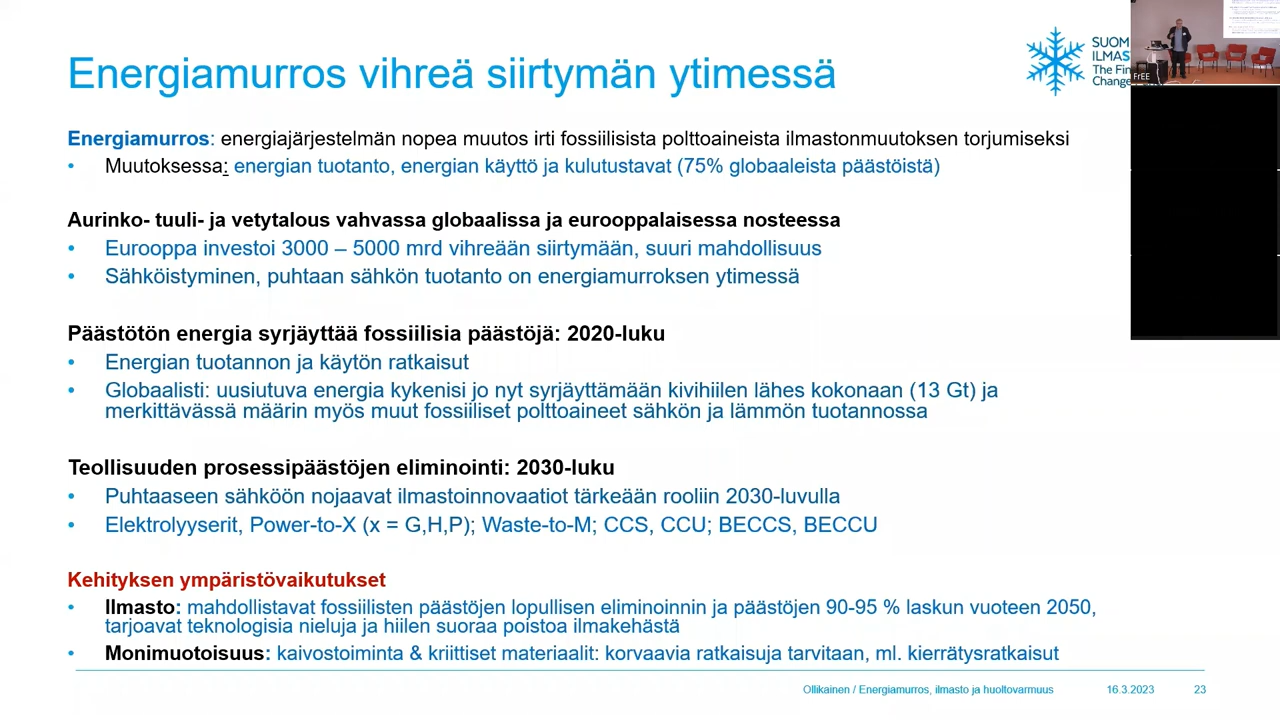 Energiamurros vihreä siirtymän ytimessä
SUOM
ILMAS
The Fin
Change
FrEE
Energiamurros: energiajärjestelmän nopea muutos irti fossiilisista polttoaineista ilmastonmuutoksen torjumiseksi
• Muutoksessa: energian tuotanto, energian käyttö ja kulutustavat (75% globaaleista päästöistä)
Aurinko- tuuli- ja vetytalous vahvassa globaalissa ja eurooppalaisessa nosteessa
• Eurooppa investoi 3000 – 5000 mrd vihreään siirtymään, suuri mahdollisuus
• Sähköistyminen, puhtaan sähkön tuotanto on energiamurroksen ytimessä
Päästötön energia syrjäyttää fossiilisia päästöjä: 2020-luku
• Energian tuotannon ja käytön ratkaisut
• Globaalisti: uusiutuva energia kykenisi jo nyt syrjäyttämään kivihiilen lähes kokonaan (13 Gt) ja
merkittävässä määrin myös muut fossiiliset polttoaineet sähkön ja lämmön tuotannossa
Teollisuuden prosessipäästöjen eliminointi: 2030-luku
• Puhtaaseen sähköön nojaavat ilmastoinnovaatiot tärkeään rooliin 2030-luvulla
• Elektrolyyserit, Power-to-X (x = G,H,P); Waste-to-M; CCS, CCU; BECCS, BECCU
Kehityksen ympäristövaikutukset
• Ilmasto: mahdollistavat fossiilisten päästöjen lopullisen eliminoinnin ja päästöjen 90-95 % laskun vuoteen 2050,
tarjoavat teknologisia nieluja ja hiilen suoraa poistoa ilmakehästä
• Monimuotoisuus: kaivostoiminta & kriittiset materiaalit: korvaavia ratkaisuja tarvitaan, ml. kierrätysratkaisut
Ollikainen / Energiamurros, ilmasto ja huoltovarmuus 16.3.2023 23